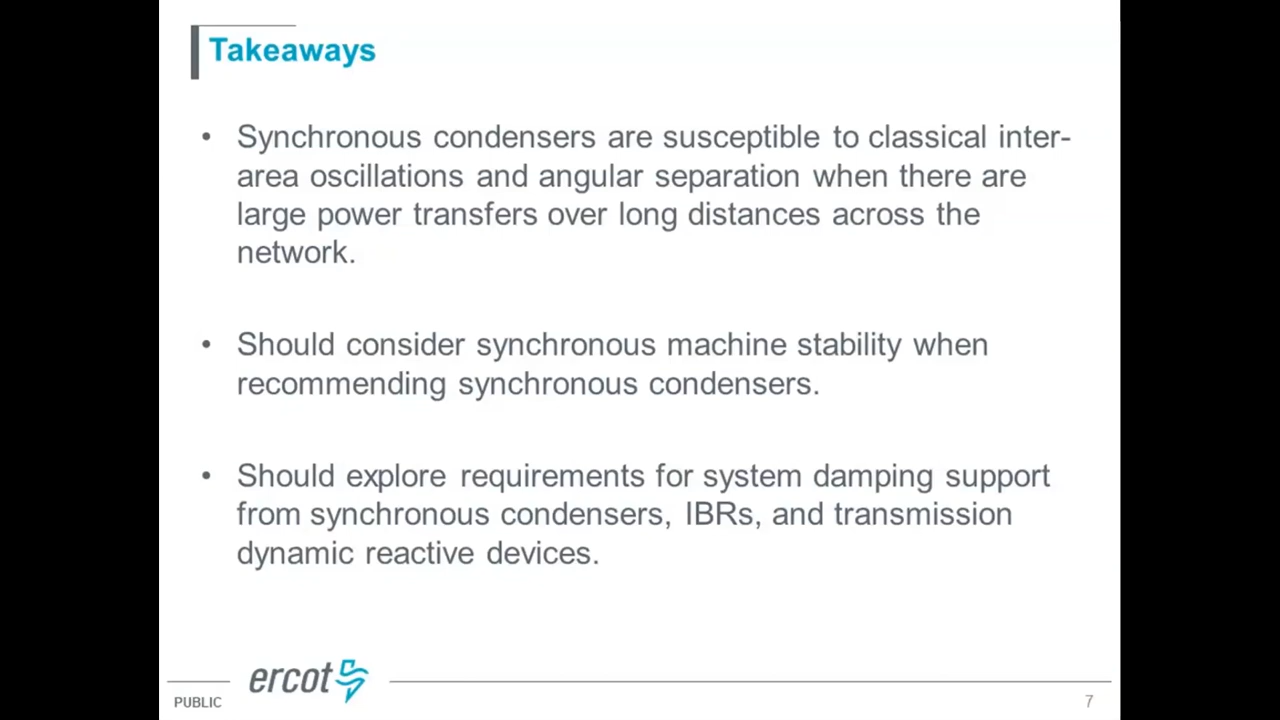 Takeaways
• Synchronous condensers are susceptible to classical inter-
area oscillations and angular separation when there are
large power transfers over long distances across the
network.
• Should consider synchronous machine stability when
recommending synchronous condensers.
• Should explore requirements for system damping support
from synchronous condensers, IBRs, and transmission
dynamic reactive devices.
ercot
PUBLIC
7